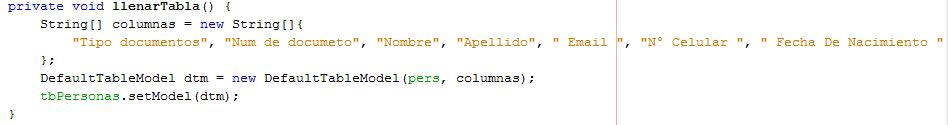 private void llenarTabla() {
String[] columnas = new String[]{
"Tipo documentos", "Num de documeto", "Nombre", "Apellido", " Email ", "N° Celular ", " Fecha De Nacimiento "
};
DefaultTableModel dtm = new DefaultTableModel(pers, columnas);
tbPersonas.setModel(dtm);
}